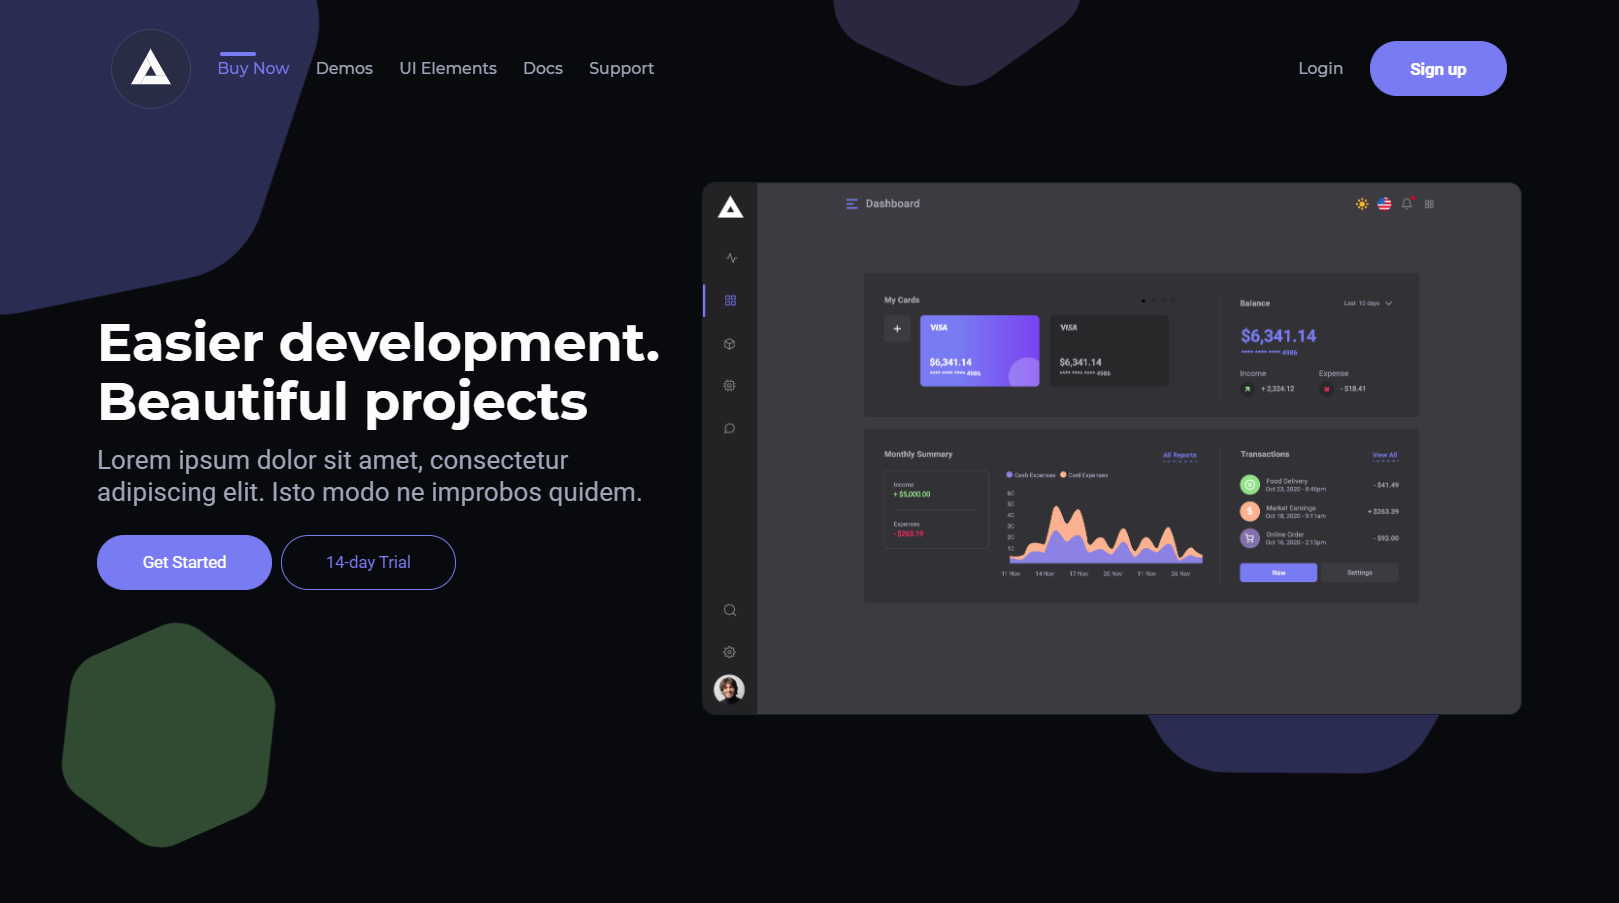 Buy Now Demos UI Elements Docs Support Login Sign up
Easier development.
Beautiful projects
Lorem ipsum dolor sit amet, consectetur
adipiscing elit. Isto modo ne improbos quidem.
Get Started 14-day Trial
Dashboard
My Cards
+
VISA
$6,341.14
**** **** **** 4986
VISA
$6,341.14
**** **** **** 4986
Balance Last 10 days
$6,341.14
**** **** **** 4986
Income Expense
+ 2,324.12 - 518.41
Monthly Summary All Reports
Income
+ $5,000.00
Expenses
- $263.19
Cash Expenses Card Expenses
60
50
40
30
20
10
11 Nov 14 Nov 17 Nov 20 Nov 11 Nov 26 Nov
Transactions View All
Food Delivery
Oct 23, 2020 - 8:46pm
- $41.49
Market Earnings
Oct 18, 2020 - 9:11am
+ $263.39
Online Order
Oct 16, 2020 - 2:13pm
- $92.00
New Settings